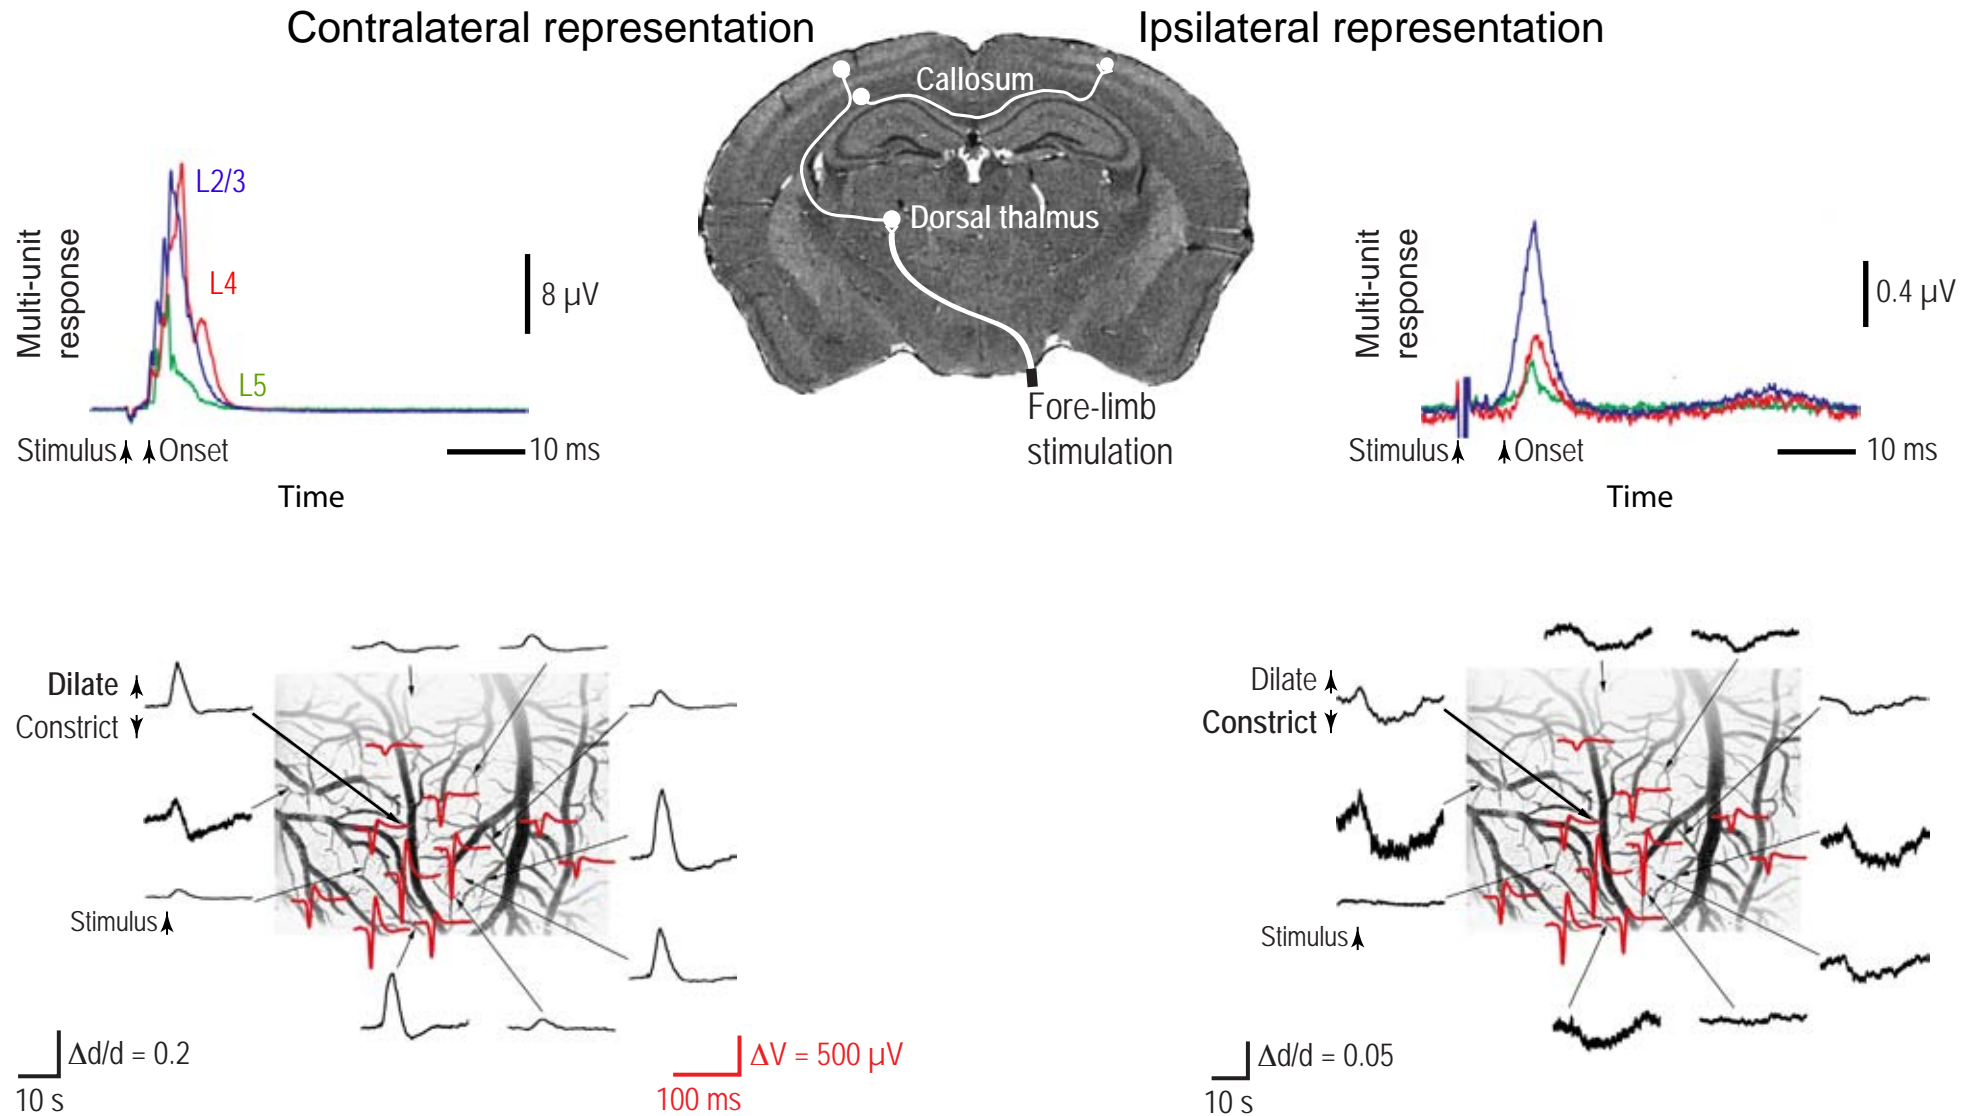 Contralateral representation
Ipsilateral representation
Callosum
Dorsal thalmus
Fore-limb
stimulation
Multi-unit
response
L2/3
L4
L5
8 µV
Stimulus
Onset
10 ms
Time
Multi-unit
response
0.4 µV
Stimulus
Onset
10 ms
Time
Dilate
Constrict
Stimulus
Δd/d = 0.2
10 s
ΔV = 500 µV
100 ms
Dilate
Constrict
Stimulus
Δd/d = 0.05
10 s